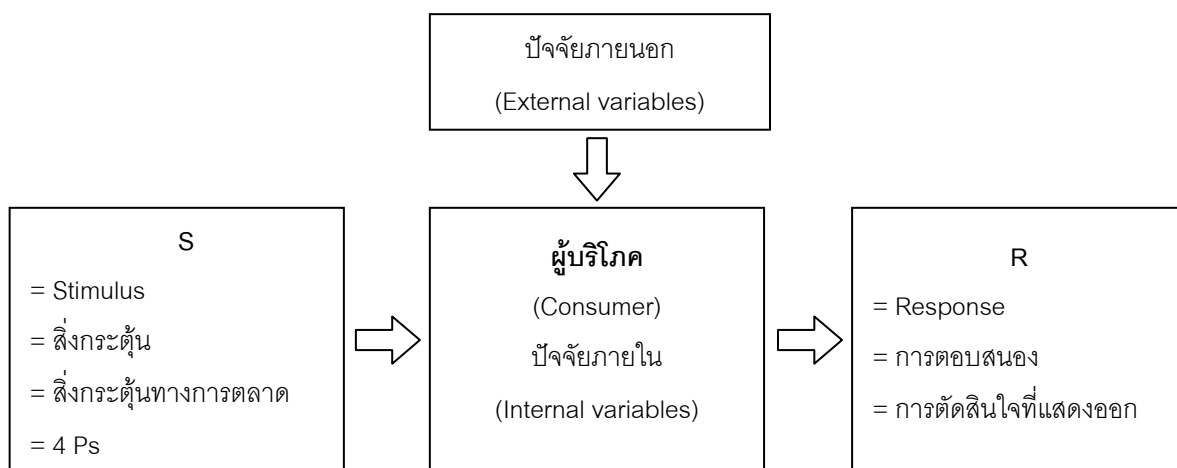 ปัจจัยภายนอก
(External variables)
S
= Stimulus
= สิ่งกระตุ้น
= สิ่งกระตุ้นทางการตลาด
= 4 Ps
ผู้บริโภค
(Consumer)
ปัจจัยภายใน
(Internal variables)
R
= Response
= การตอบสนอง
= การตัดสินใจที่แสดงออก